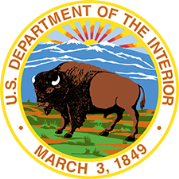 U.S. DEPARTMENT OF THE INTERIOR
MARCH 3, 1849